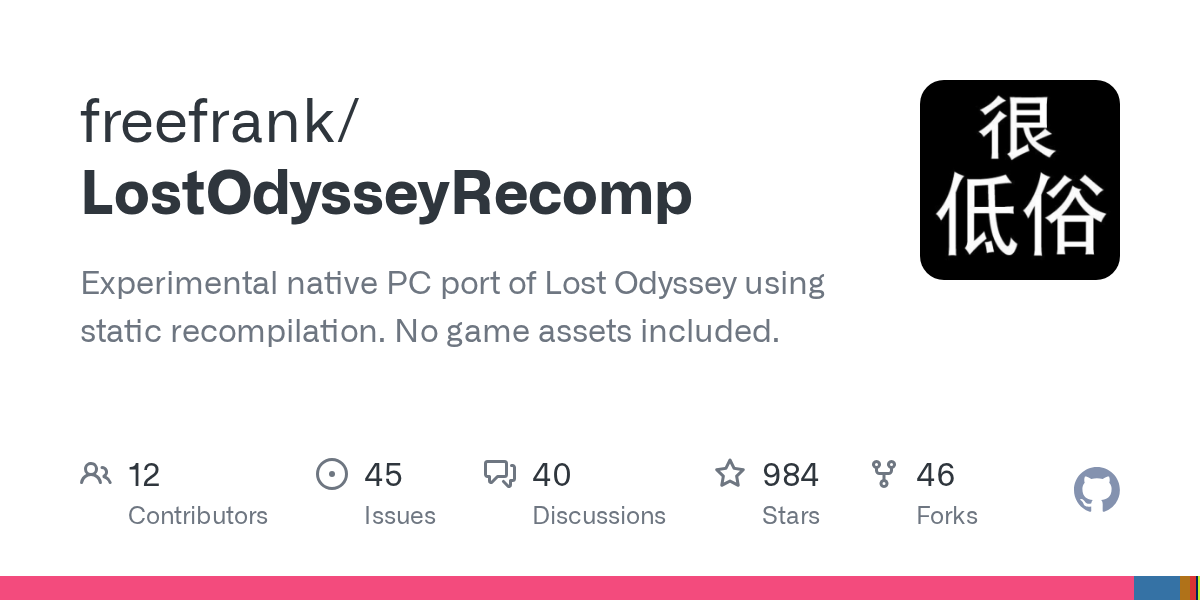 freefrank/
LostOdysseyRecomp
很
低俗
Experimental native PC port of Lost Odyssey using
static recompilation. No game assets included.
12
Contributors
45
Issues
40
Discussions
984
Stars
46
Forks